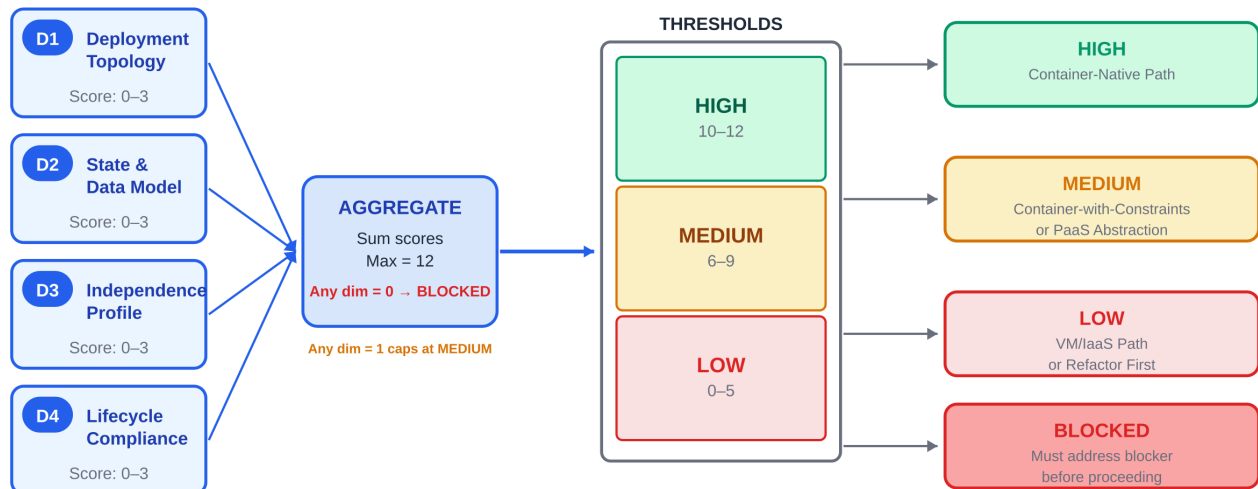 D1
Deployment
Topology
Score: 0–3
D2
State &
Data Model
Score: 0–3
D3
Independence
Profile
Score: 0–3
D4
Lifecycle
Compliance
Score: 0–3
AGGREGATE
Sum scores
Max = 12
Any dim = 0 → BLOCKED
Any dim = 1 caps at MEDIUM
THRESHOLDS
HIGH
10–12
MEDIUM
6–9
LOW
0–5
HIGH
Container-Native Path
MEDIUM
Container-with-Constraints
or PaaS Abstraction
LOW
VM/IaaS Path
or Refactor First
BLOCKED
Must address blocker
before proceeding